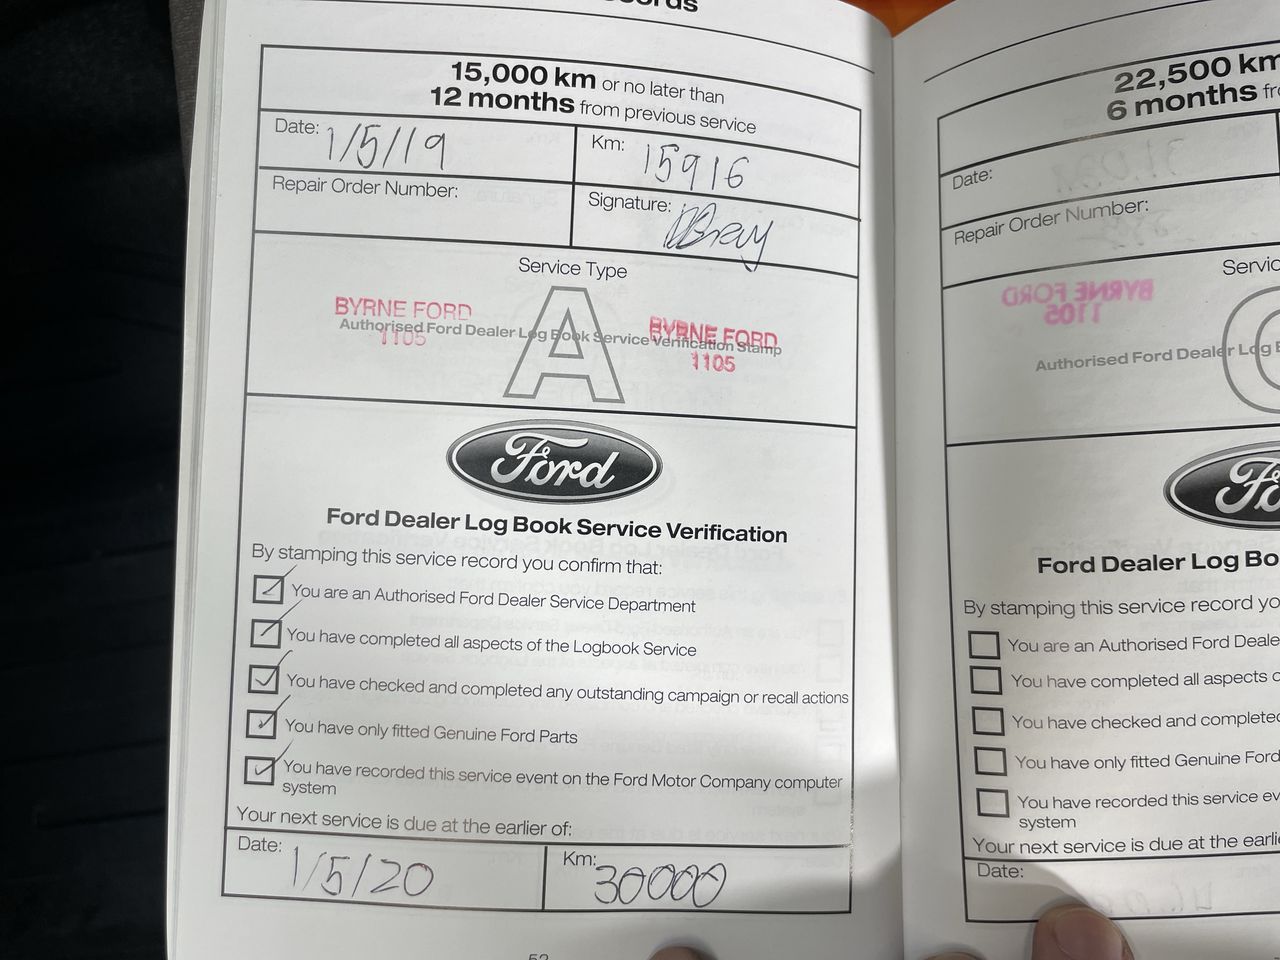 15,000 km or no later than
12 months from previous service
Date: 1/5/19
Km: 15916
Repair Order Number:
Signature:
Service Type
A
BYRNE FORD
1105
Authorised Ford Dealer Log Book Service Verification Stamp
BYRNE FORD
1105
Ford
Ford Dealer Log Book Service Verification
By stamping this service record you confirm that:
You are an Authorised Ford Dealer Service Department
You have completed all aspects of the Logbook Service
You have checked and completed any outstanding campaign or recall actions
You have only fitted Genuine Ford Parts
You have recorded this service event on the Ford Motor Company computer
system
Your next service is due at the earlier of:
Date: 1/5/20
Km: 30000
22,500 km
6 months
Date:
Repair Order Number:
BYRNE FORD
1105
Authorised Ford Dealer Log
Ford Dealer Log
By stamping this service record
You are an Authorised Ford
You have completed all aspects
You have checked and
You have only fitted Genuine Ford
You have recorded this service
system
Your next service is due at the
Date: